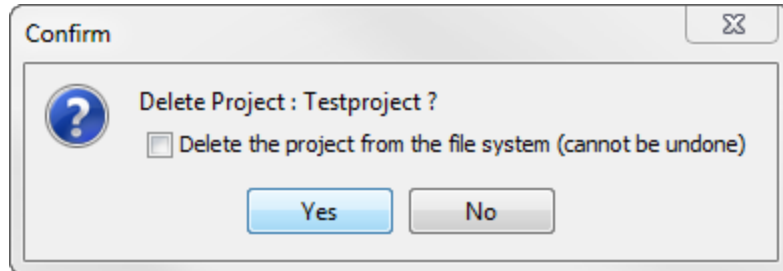 Confirm
Delete Project : Testproject ?
Delete the project from the file system (cannot be undone)
Yes No